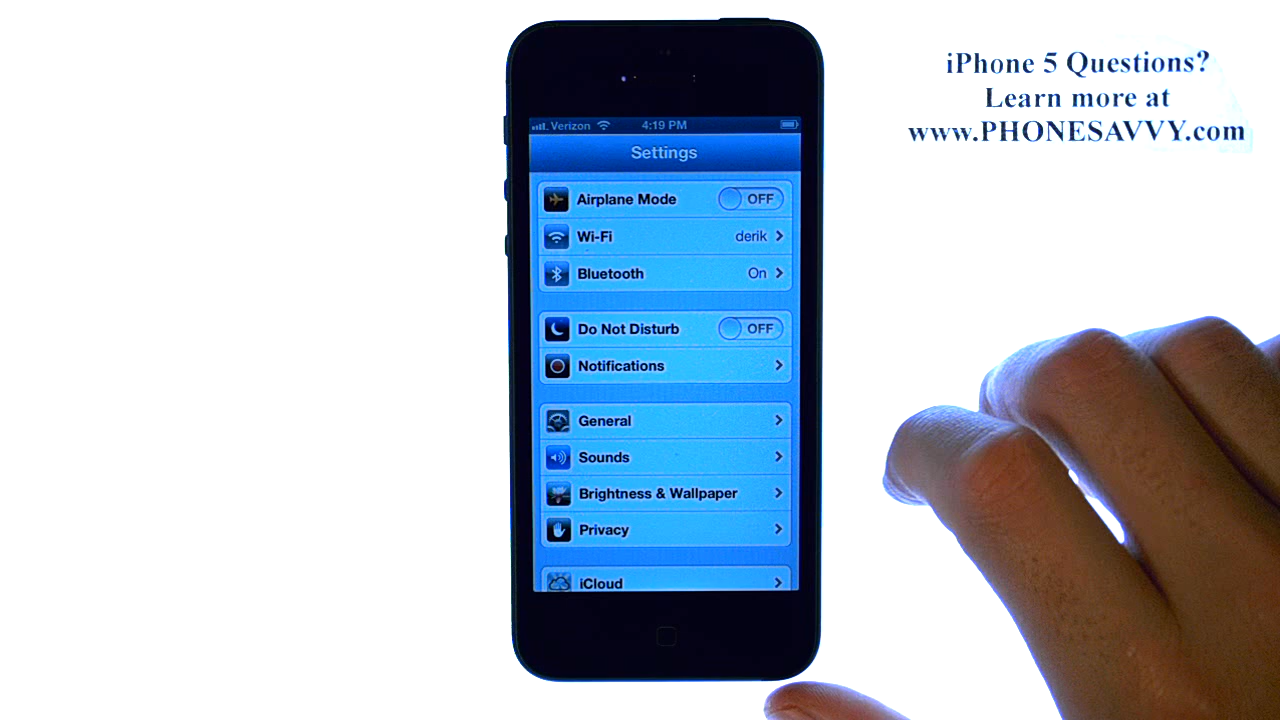 iPhone 5 Questions?
Learn more at
www.PHONESAVVY.com
Verizon 4:19 PM
Settings
Airplane Mode OFF
Wi-Fi derik
Bluetooth On
Do Not Disturb OFF
Notifications
General
Sounds
Brightness & Wallpaper
Privacy
iCloud